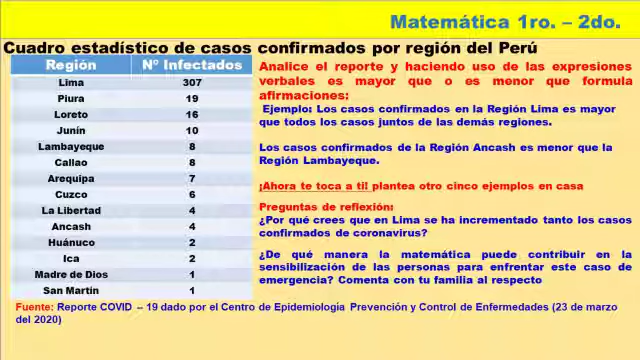 Matemática 1ro. – 2do.
Cuadro estadístico de casos confirmados por región del Perú
Región Nº Infectados
Lima 307
Piura 19
Loreto 16
Junín 10
Lambayeque 8
Callao 8
Arequipa 7
Cuzco 6
La Libertad 4
Ancash 4
Huánuco 2
Ica 2
Madre de Dios 1
San Martín 1
Analice el reporte y haciendo uso de las expresiones
verbales es mayor que o es menor que formula
afirmaciones:
Ejemplo: Los casos confirmados en la Región Lima es mayor
que todos los casos juntos de las demás regiones.
Los casos confirmados de la Región Ancash es menor que la
Región Lambayeque.
¡Ahora te toca a ti! plantea otro cinco ejemplos en casa
Preguntas de reflexión:
¿Por qué crees que en Lima se ha incrementado tanto los casos
confirmados de coronavirus?
¿De qué manera la matemática puede contribuir en la
sensibilización de las personas para enfrentar este caso de
emergencia? Comenta con tu familia al respecto
Fuente: Reporte COVID – 19 dado por el Centro de Epidemiología Prevención y Control de Enfermedades (23 de marzo
del 2020)